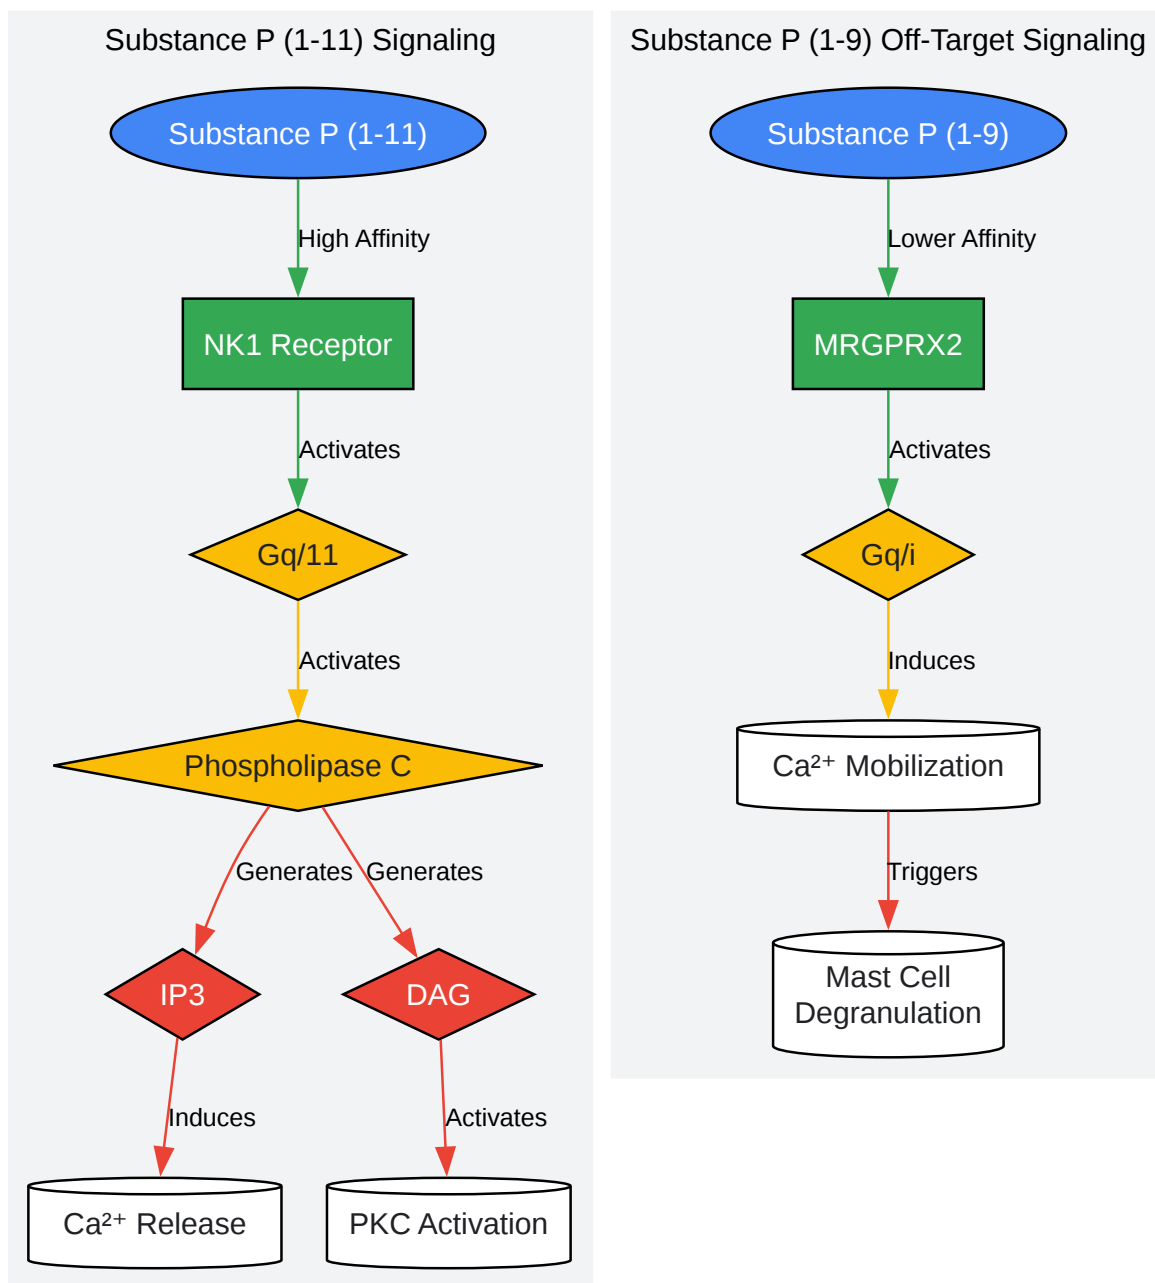 Substance P (1-11) Signaling
Substance P (1-11)
High Affinity
NK1 Receptor
Activates
Gq/11
Activates
Phospholipase C
Generates
Generates
IP3
DAG
Induces
Activates
Ca²⁺ Release
PKC Activation
Substance P (1-9) Off-Target Signaling
Substance P (1-9)
Lower Affinity
MRGPRX2
Activates
Gq/i
Induces
Ca²⁺ Mobilization
Triggers
Mast Cell
Degranulation